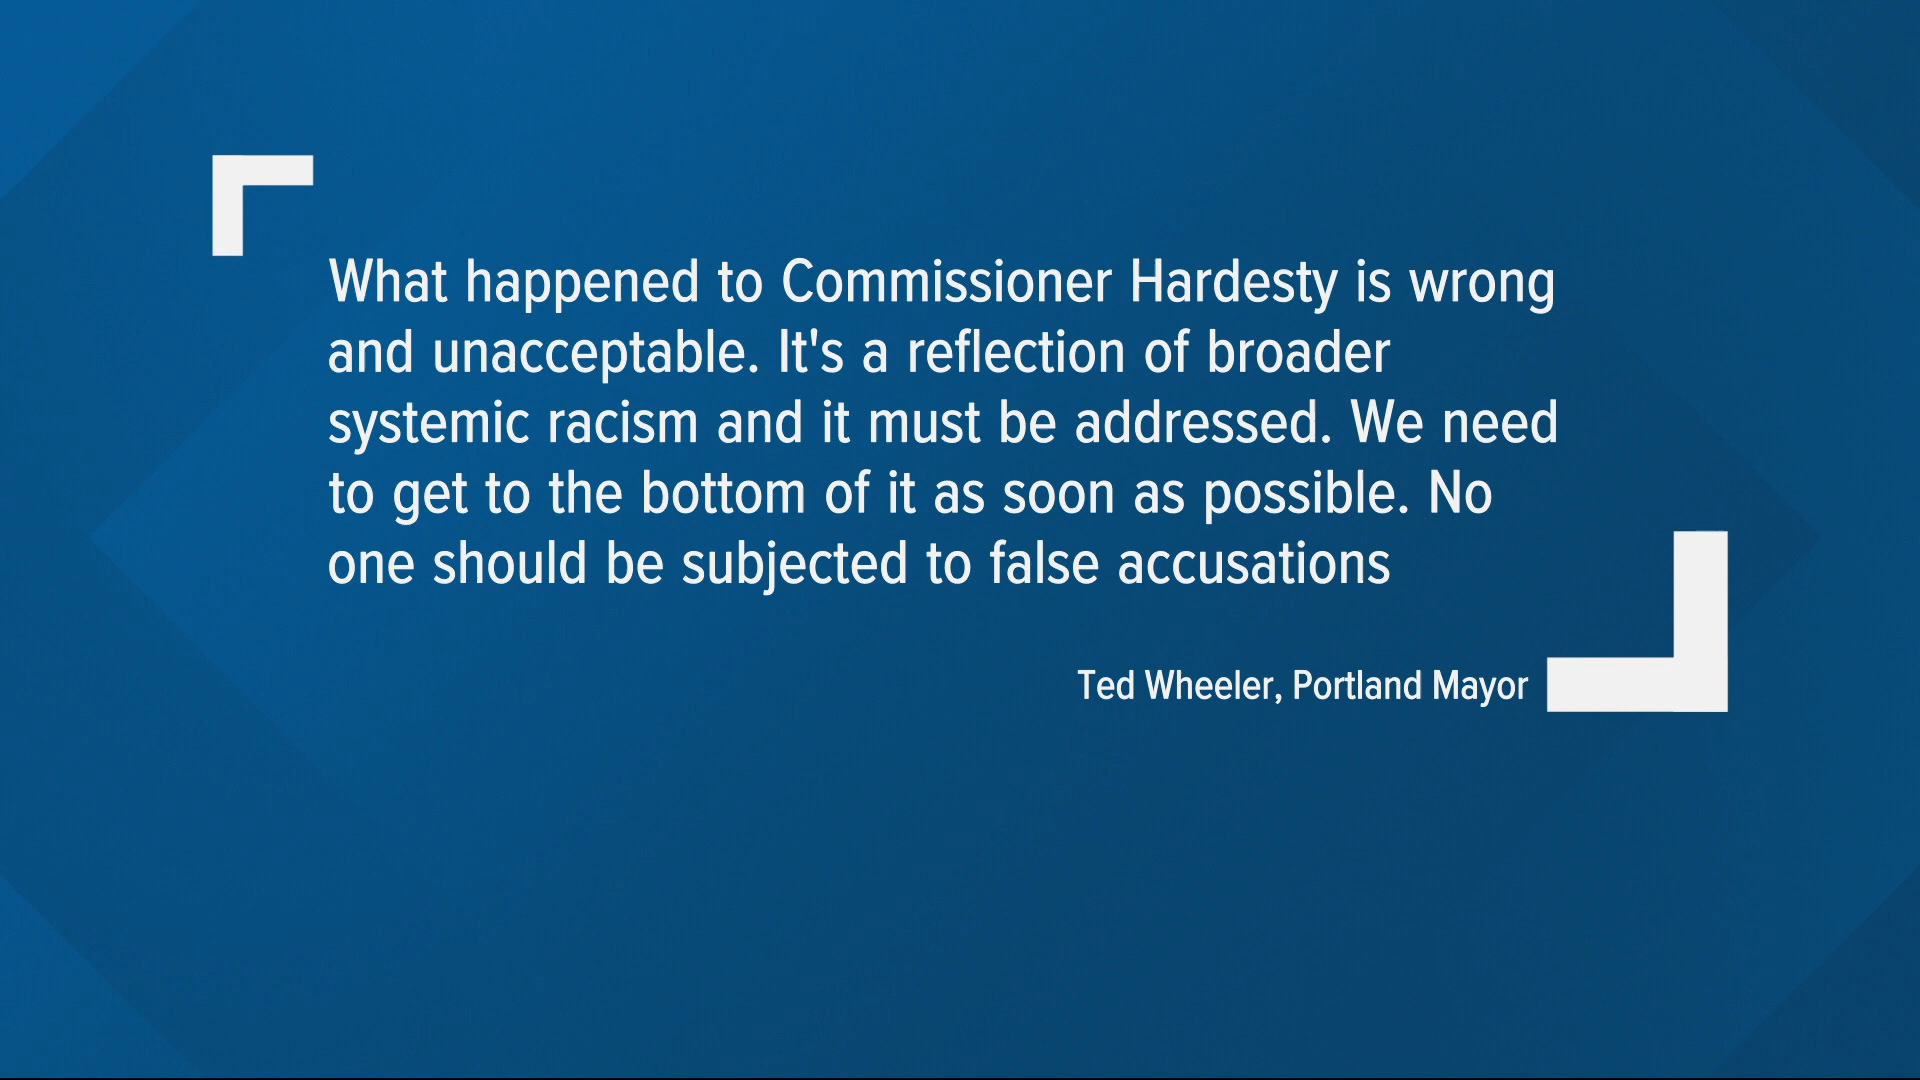 What happened to Commissioner Hardesty is wrong
and unacceptable. It's a reflection of broader
systemic racism and it must be addressed. We need
to get to the bottom of it as soon as possible. No
one should be subjected to false accusations
Ted Wheeler, Portland Mayor